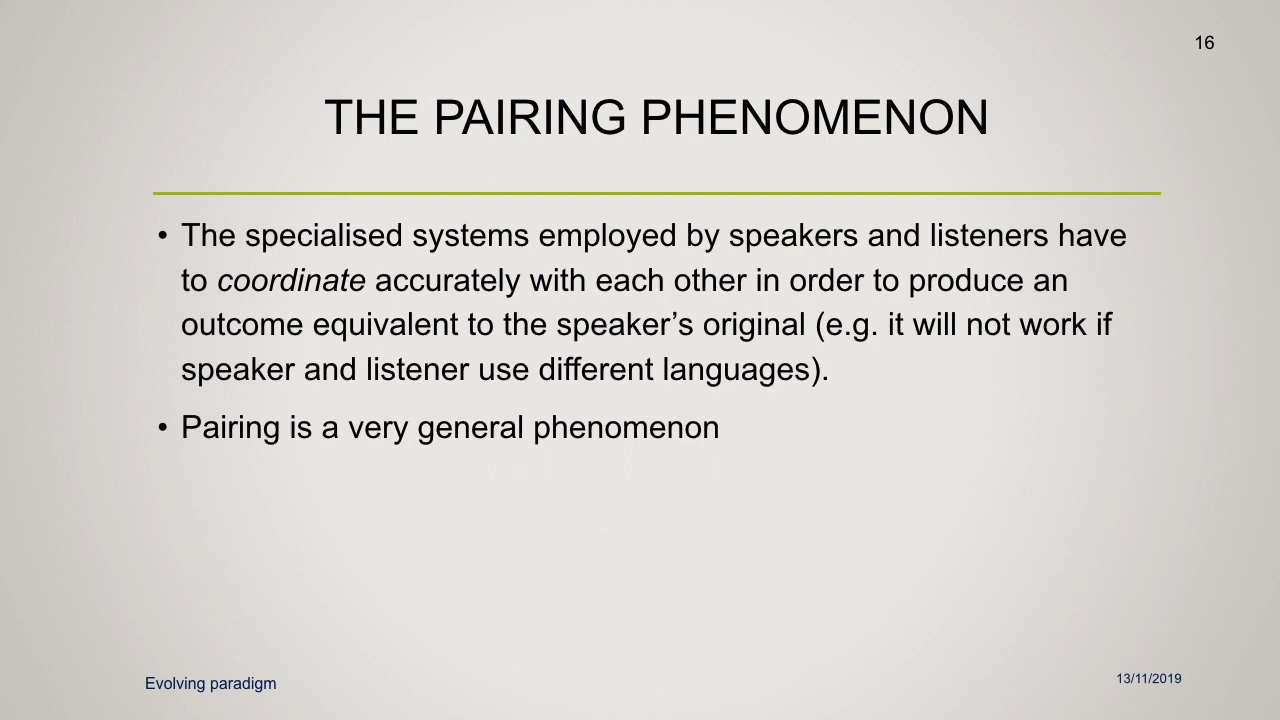 16
THE PAIRING PHENOMENON
• The specialised systems employed by speakers and listeners have
to coordinate accurately with each other in order to produce an
outcome equivalent to the speaker’s original (e.g. it will not work if
speaker and listener use different languages).
• Pairing is a very general phenomenon
Evolving paradigm
13/11/2019